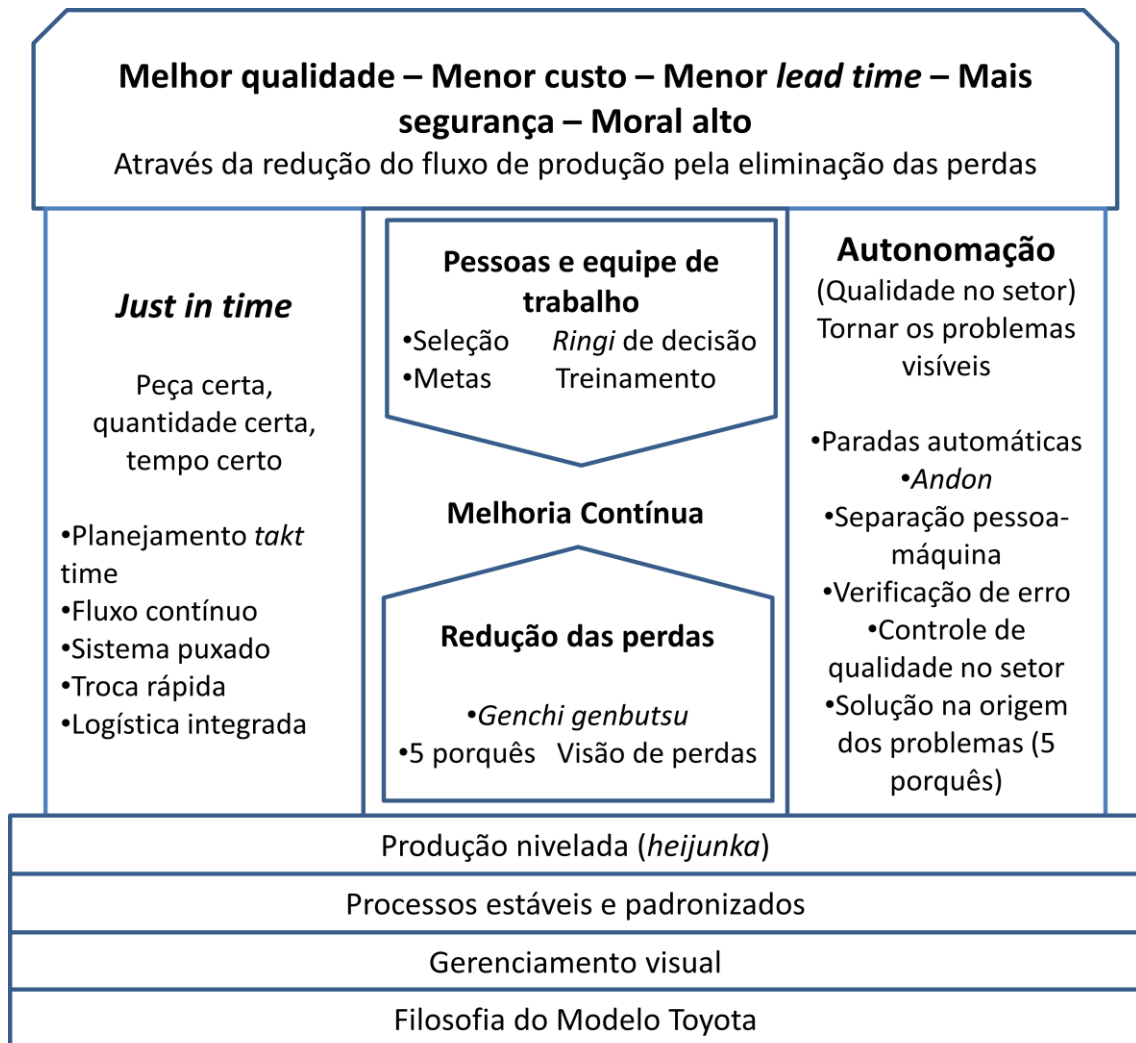 Melhor qualidade – Menor custo – Menor lead time – Mais
segurança – Moral alto
Através da redução do fluxo de produção pela eliminação das perdas
Just in time
Peça certa,
quantidade certa,
tempo certo
•Planejamento takt
time
•Fluxo contínuo
•Sistema puxado
•Troca rápida
•Logística integrada
Pessoas e equipe de
trabalho
•Seleção Ringi de decisão
•Metas Treinamento
Melhoria Contínua
Redução das perdas
•Genchi genbutsu
•5 porquês Visão de perdas
Autonomação
(Qualidade no setor)
Tornar os problemas
visíveis
•Paradas automáticas
•Andon
•Separação pessoa-
máquina
•Verificação de erro
•Controle de
qualidade no setor
•Solução na origem
dos problemas (5
porquês)
Produção nivelada (heijunka)
Processos estáveis e padronizados
Gerenciamento visual
Filosofia do Modelo Toyota